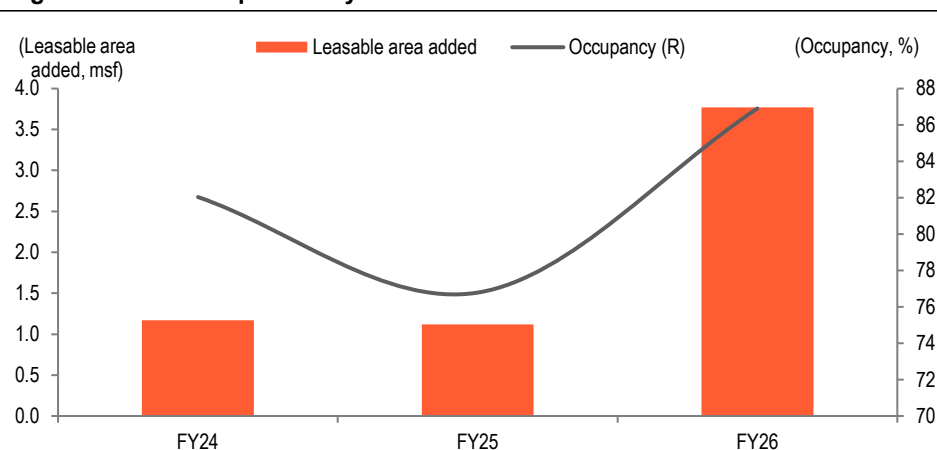 (Leasable area
added, msf)
Leasable area added
Occupancy (R)
(Occupancy, %)
4.0
3.5
3.0
2.5
2.0
1.5
1.0
0.5
0.0
88
86
84
82
80
78
76
74
72
70
FY24
FY25
FY26